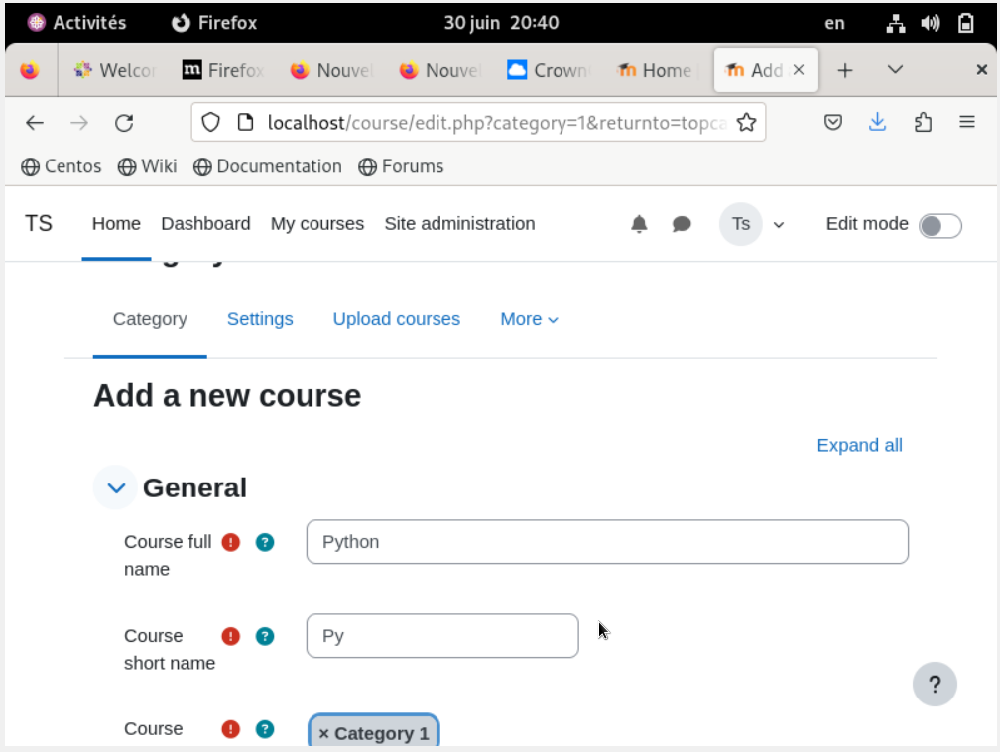 Activités Firefox 30 juin 20:40 en
Welcor Firefox Nouvel Nouvel Crown Home Add ×
localhost/course/edit.php?category=1&returnto=topca
Centos Wiki Documentation Forums
TS Home Dashboard My courses Site administration Ts Edit mode
Category Settings Upload courses More
Add a new course
Expand all
General
Course full name
Python
Course short name
Py
?
Course
× Category 1